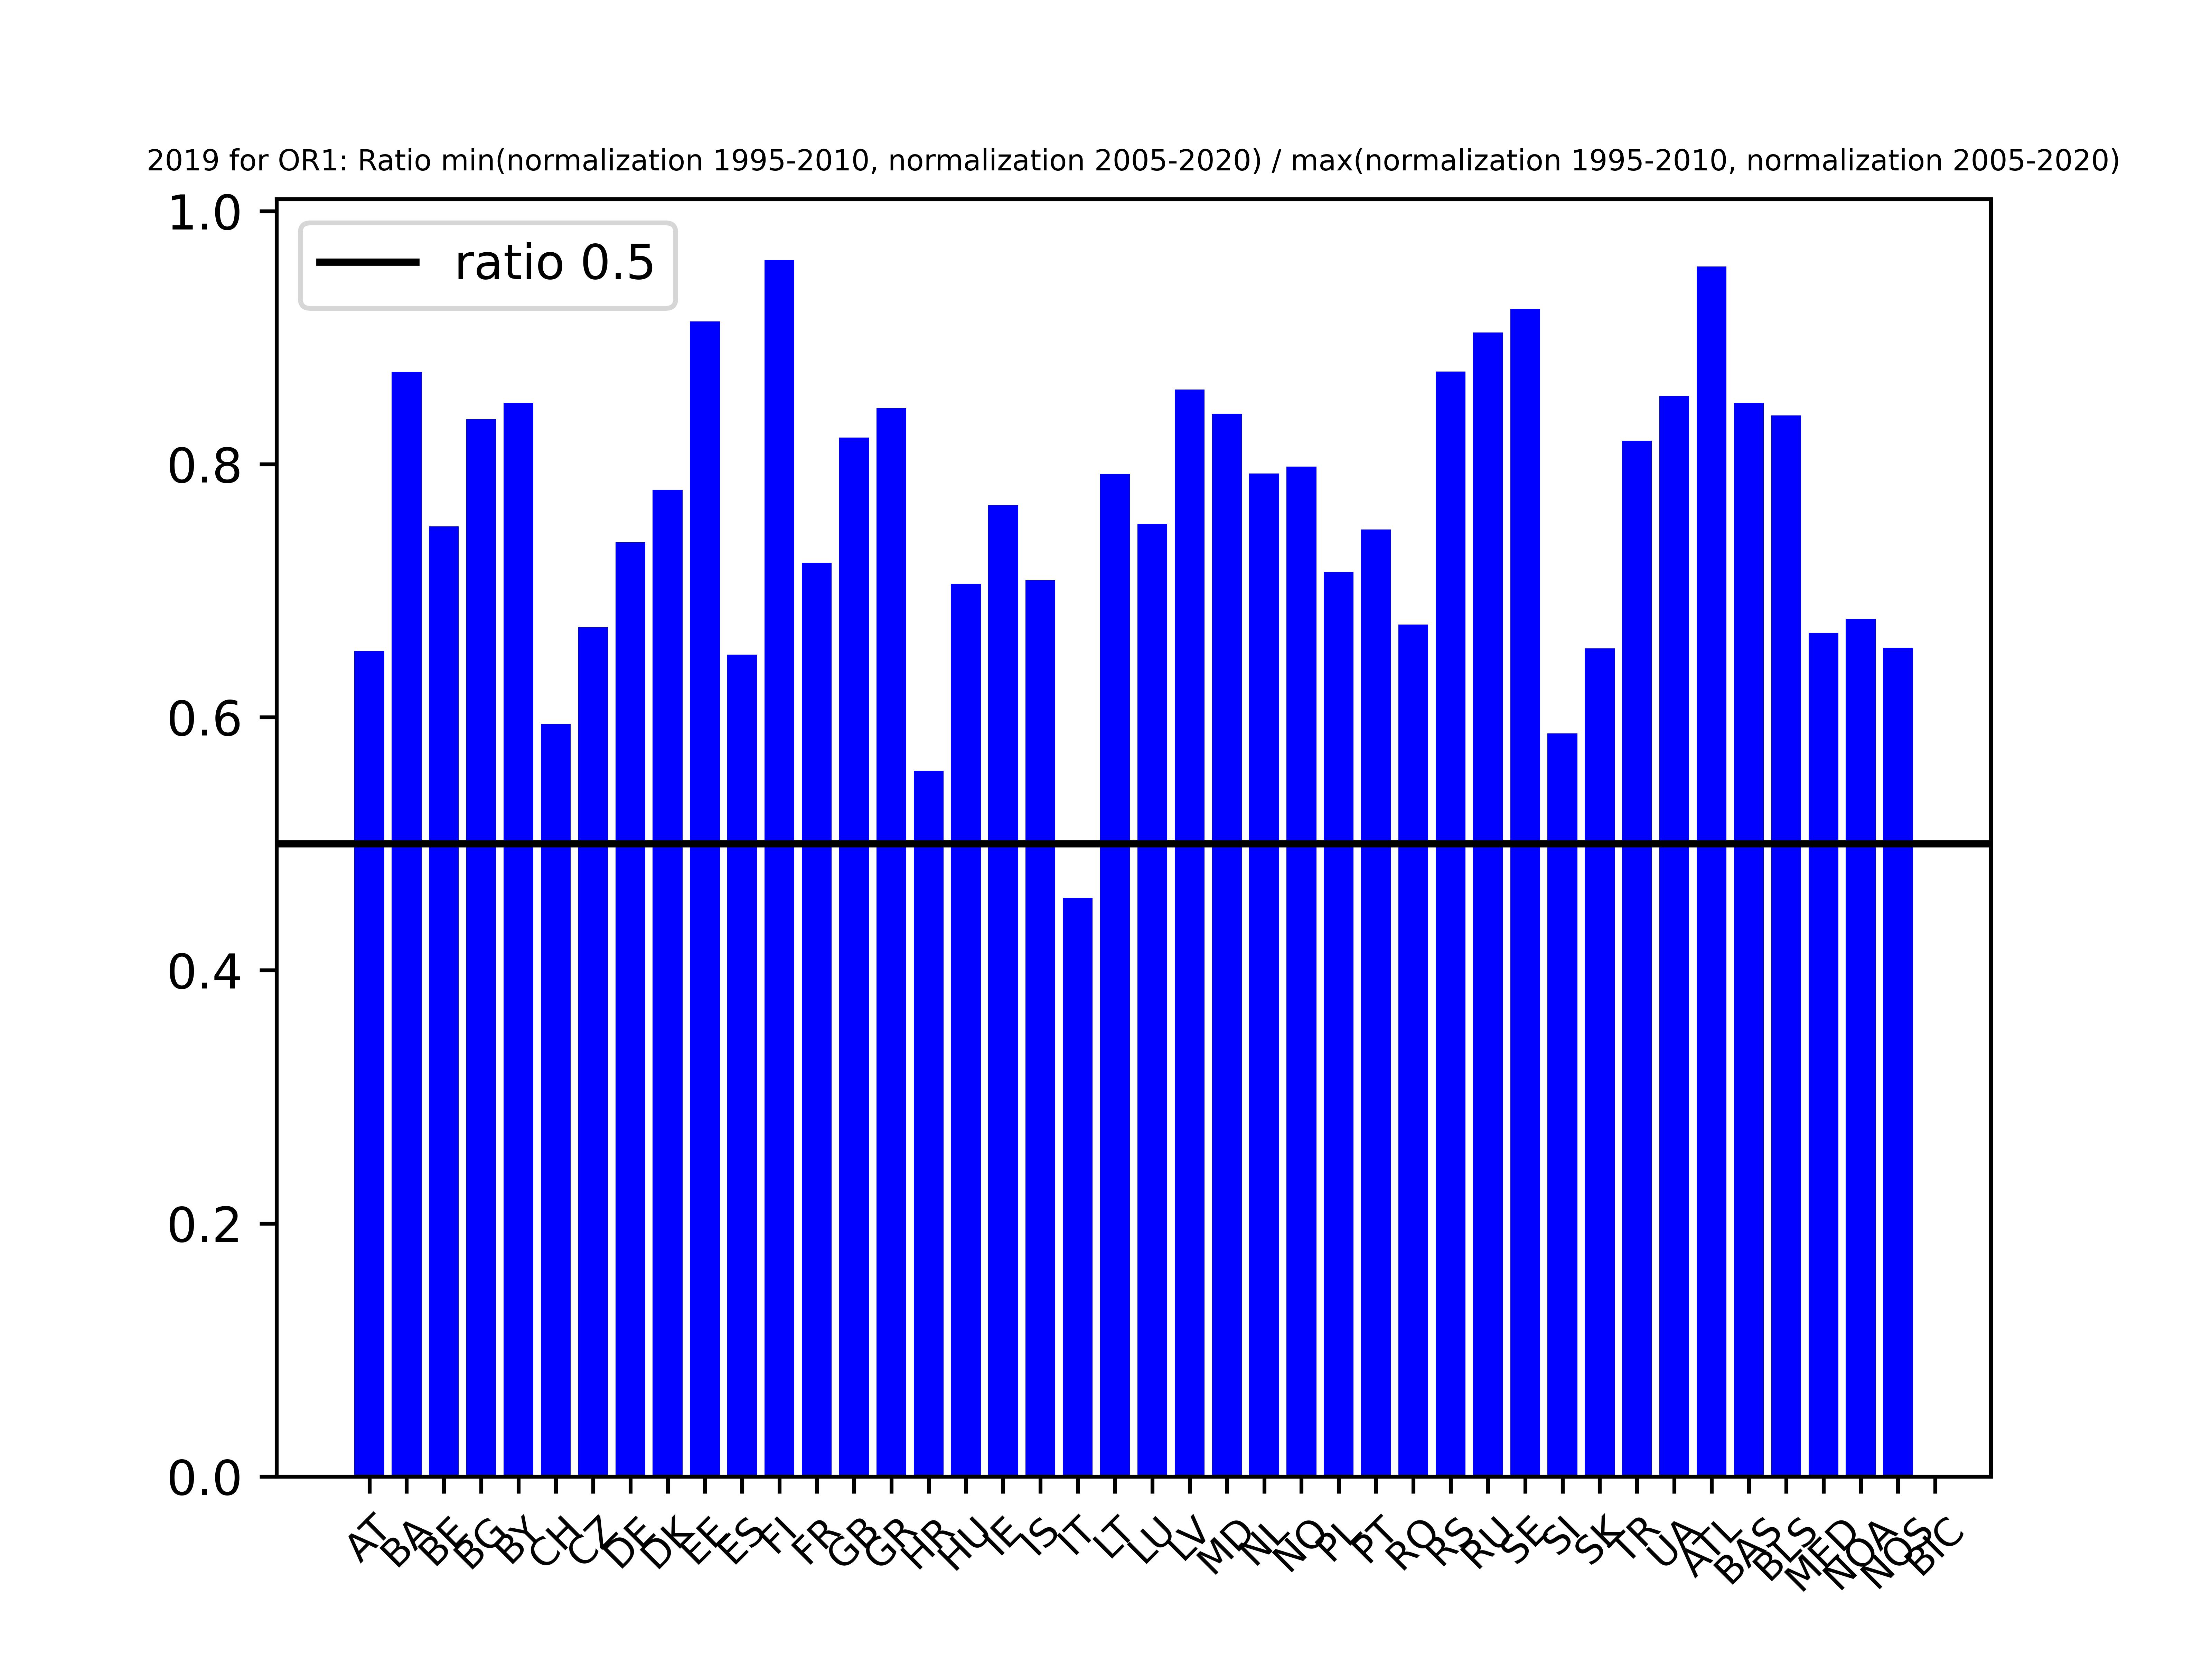 2019 for OR1: Ratio min(normalization 1995-2010, normalization 2005-2020) / max(normalization 1995-2010, normalization 2005-2020)
ratio 0.5
1.0
0.8
0.6
0.4
0.2
0.0
AT BA BE BG BY CH CZ DE DK EE ES FI FR GB GR HR HU IE IS IT LT LU LV MD NL NO PL PT RO RS RU SE SI SK TR UA ATL BAS BLS MED NOA NOS BIC